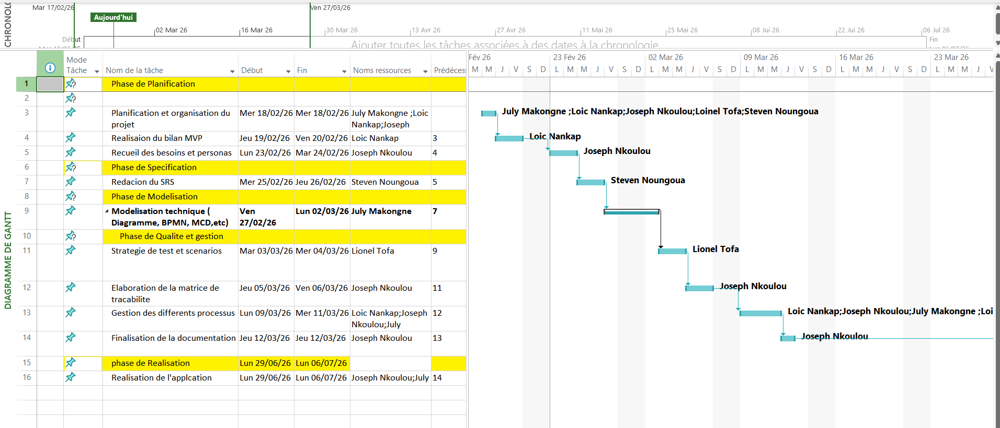 Mar 17/02/26
Ven 27/03/26
Aujourd'hui
02 Mar 26
16 Mar 26
30 Mar 26
13 Avr 26
27 Avr 26
11 Mai 26
25 Mai 26
08 Jui 26
22 Jui 26
06 Jul 26
Début
Ajouter toutes les tâches associées à des dates à la chronologie
Fin
DIAGRAMME DE GANTT
Mode Tâche
Nom de la tâche
Début
Fin
Noms ressources
Prédécess
Fév 26
23 Fév 26
02 Mar 26
09 Mar 26
16 Mar 26
23 Mar 26
M M J V S D L M M J V S D L M M J V S D L M M J V S D L M M J V S D L M M J V
1 Phase de Planification
2
3 Planification et organisation du projet Mer 18/02/26 Mer 18/02/26 July Makongne ;Loic Nankap;Joseph
4 Realisaion du bilan MVP Jeu 19/02/26 Ven 20/02/26 Loic Nankap 3
5 Recueil des besoins et personas Lun 23/02/26 Mar 24/02/26 Joseph Nkoulou 4
6 Phase de Specification
7 Redacion du SRS Mer 25/02/26 Jeu 26/02/26 Steven Noungoua 5
8 Phase de Modelisation
9 Modelisation technique ( Diagramme, BPMN, MCD,etc) Ven 27/02/26 Lun 02/03/26 July Makongne 7
10 Phase de Qualite et gestion
11 Strategie de test et scenarios Mar 03/03/26 Mer 04/03/26 Lionel Tofa 9
12 Elaboration de la matrice de tracabilite Jeu 05/03/26 Ven 06/03/26 Joseph Nkoulou 11
13 Gestion des differents processus Lun 09/03/26 Mer 11/03/26 Loic Nankap;Joseph Nkoulou;July 12
14 Finalisation de la documentation Jeu 12/03/26 Jeu 12/03/26 Joseph Nkoulou 13
15 phase de Realisation Lun 29/06/26 Lun 06/07/26
16 Realisation de l'applcation Lun 29/06/26 Lun 06/07/26 Joseph Nkoulou;July 14
July Makongne ;Loic Nankap;Joseph Nkoulou;Loinel Tofa;Steven Noungoua
Loic Nankap
Joseph Nkoulou
Steven Noungoua
Lionel Tofa
Joseph Nkoulou
Loic Nankap;Joseph Nkoulou;July Makongne ;Loi
Joseph Nkoulou